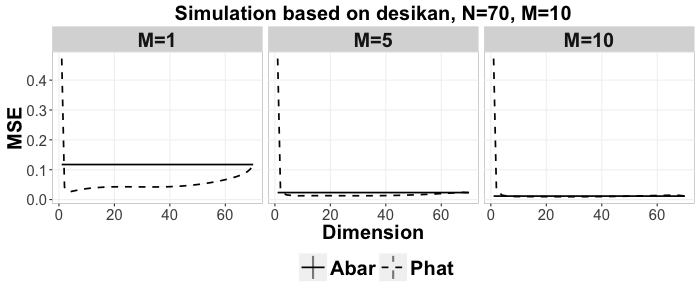 Simulation based on desikan, N=70, M=10
M=1 M=5 M=10
MSE
0.4
0.3
0.2
0.1
0.0
0 20 40 60 0 20 40 60 0 20 40 60
Dimension
Abar Phat